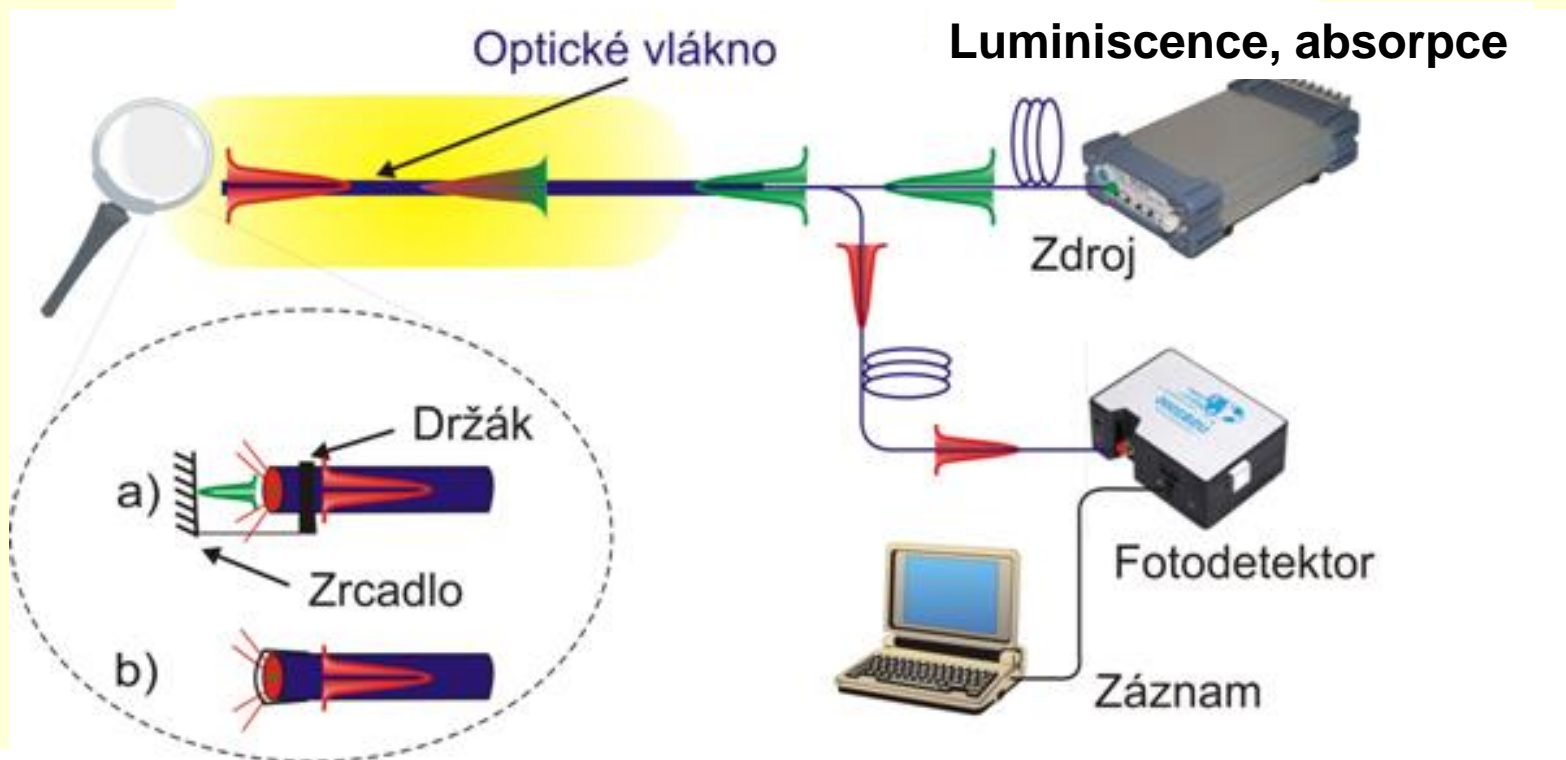 Luminiscence, absorpce
Optické vlákno
Zdroj
Držák
a)
Zrcadlo
b)
Fotodetektor
Záznam